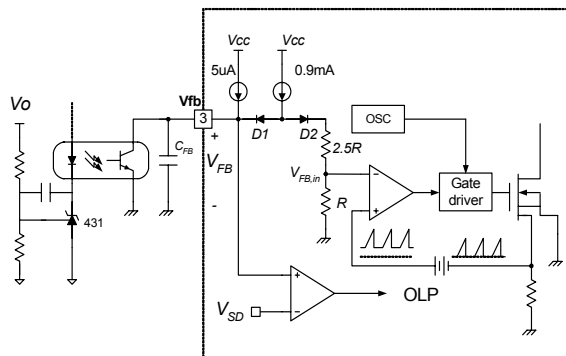 Vcc Vcc
5uA 0.9mA
Vo
Vfb
3
OSC
D1 D2
2.5R
+
C_FB
V_FB
V_FB,in
-
R
+
Gate
driver
-
431
+
OLP
V_SD
-